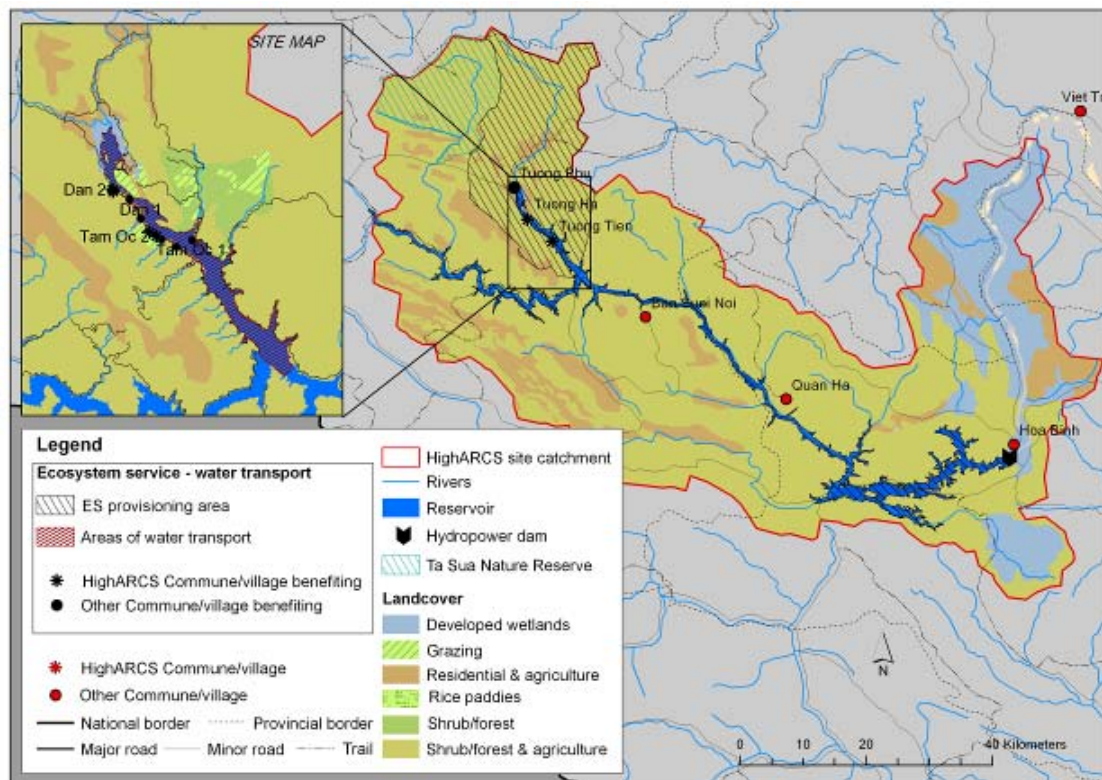 SITE MAP
Dan 2
Dan 1
Tam Oc 2
Tam Oc 1
Viet Tr
Tuong Phu
Tuong Ha
Tuong Tien
Ban Suei Noi
Quan Ha
Hoa Binh
Legend
Ecosystem service - water transport
ES provisioning area
Areas of water transport
HighARCS Commune/village benefiting
Other Commune/village benefiting
HighARCS Commune/village
Other Commune/village
National border
Provincial border
Major road
Minor road
Trail
HighARCS site catchment
Rivers
Reservoir
Hydropower dam
Ta Sua Nature Reserve
Landcover
Developed wetlands
Grazing
Residential & agriculture
Rice paddies
Shrub/forest
Shrub/forest & agriculture
N
0 10 20 40 Kilometers